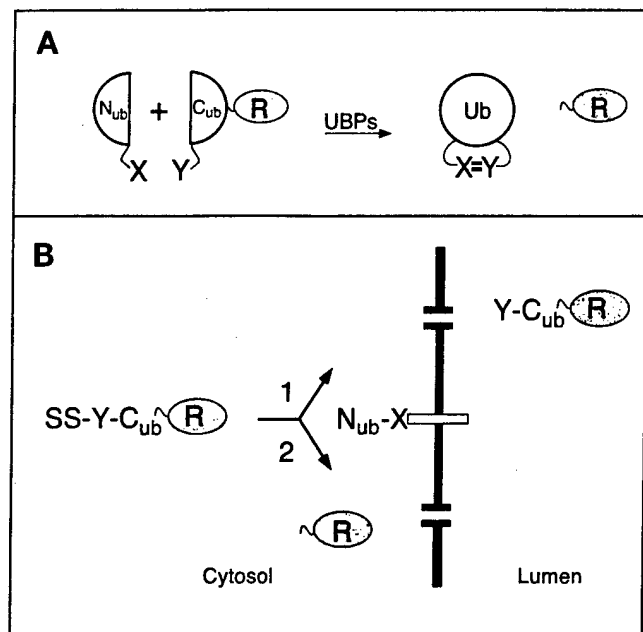 A
Nub + Cub R UBPs Ub R
X Y X=Y
B
Y-Cub R
1
SS-Y-Cub R Nub-X
2
R
Cytosol Lumen